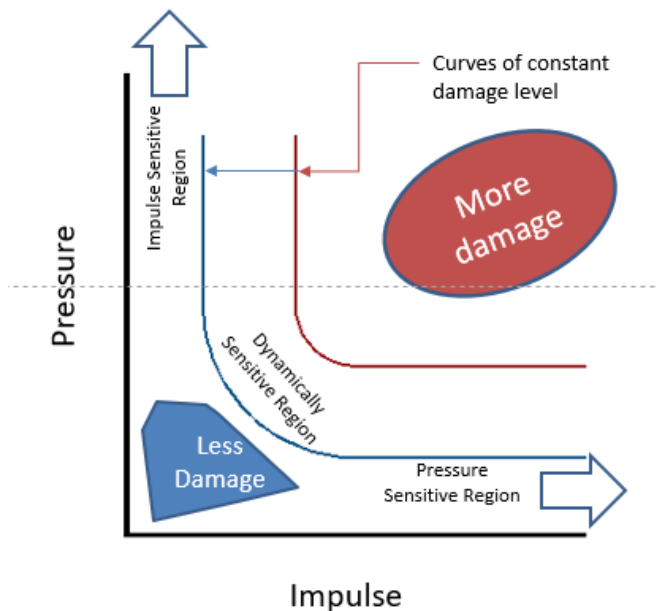 Curves of constant
damage level
Impulse Sensitive
Region
More
damage
Pressure
Dynamically
Sensitive Region
Less
Damage
Pressure
Sensitive Region
Impulse